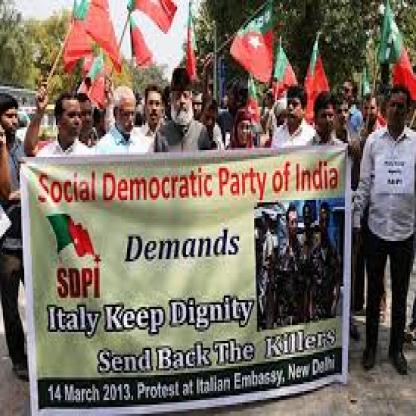 Social Democratic Party of India
Demands
SDPI
Italy Keep Dignity
Send Back The Killers
14 March 2013. Protest at Italian Embassy, New Delhi